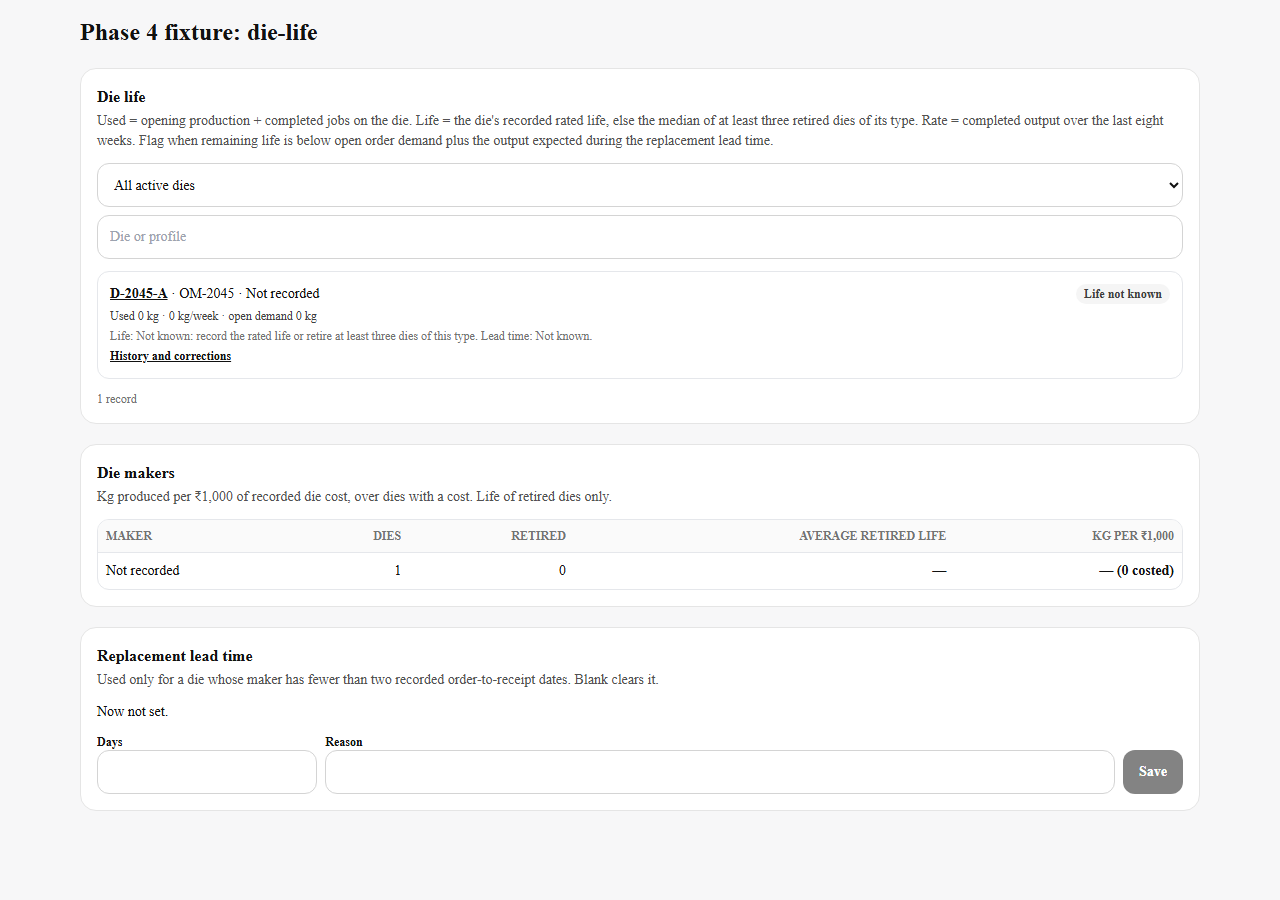 Phase 4 fixture: die-life
Die life
Used = opening production + completed jobs on the die. Life = the die's recorded rated life, else the median of at least three retired dies of its type. Rate = completed output over the last eight
weeks. Flag when remaining life is below open order demand plus the output expected during the replacement lead time.
All active dies
Die or profile
D-2045-A · OM-2045 · Not recorded
Life not known
Used 0 kg · 0 kg/week · open demand 0 kg
Life: Not known: record the rated life or retire at least three dies of this type. Lead time: Not known.
History and corrections
1 record
Die makers
Kg produced per ₹1,000 of recorded die cost, over dies with a cost. Life of retired dies only.
MAKER DIES RETIRED AVERAGE RETIRED LIFE KG PER ₹1,000
Not recorded 1 0 — — (0 costed)
Replacement lead time
Used only for a die whose maker has fewer than two recorded order-to-receipt dates. Blank clears it.
Now not set.
Days Reason
Save